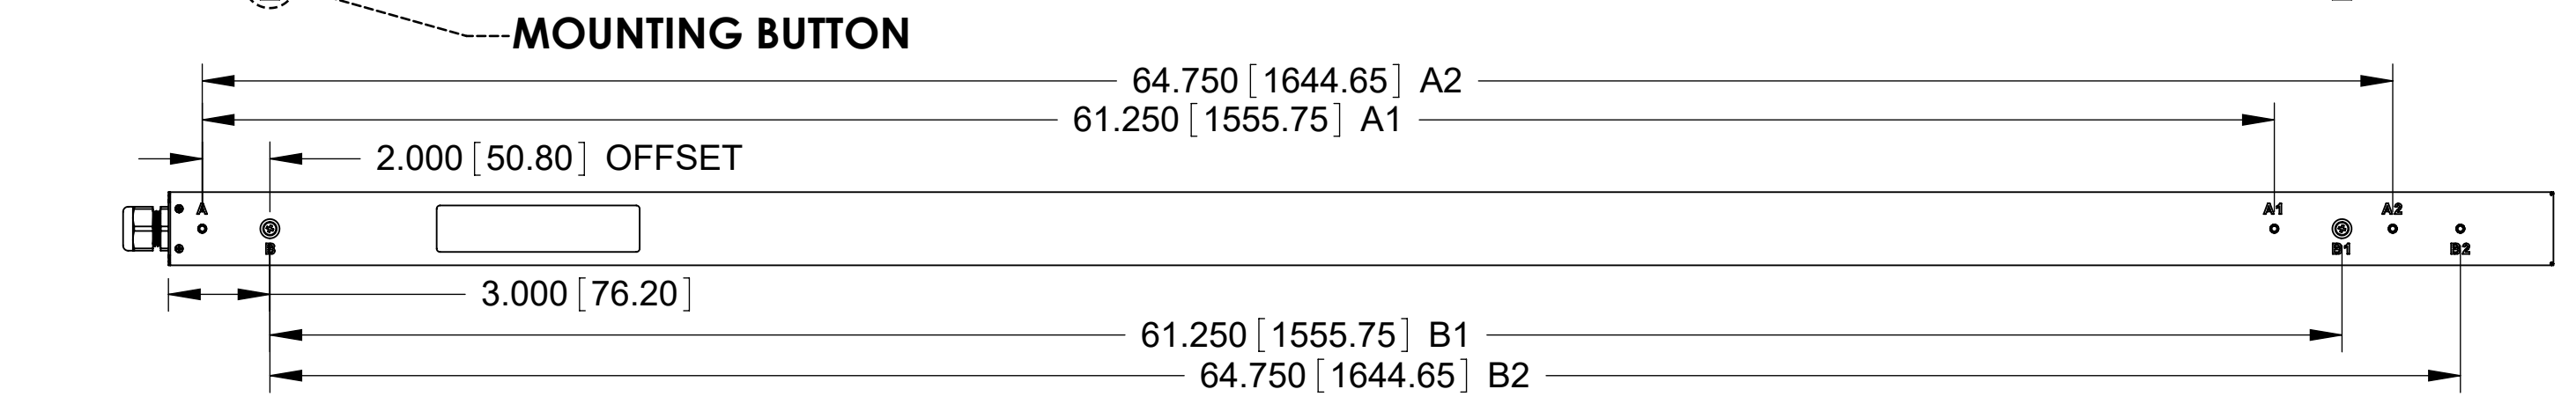 MOUNTING BUTTON
64.750 [1644.65] A2
61.250 [1555.75] A1
2.000 [50.80] OFFSET
A A1 A2
B B1 B2
3.000 [76.20]
61.250 [1555.75] B1
64.750 [1644.65] B2